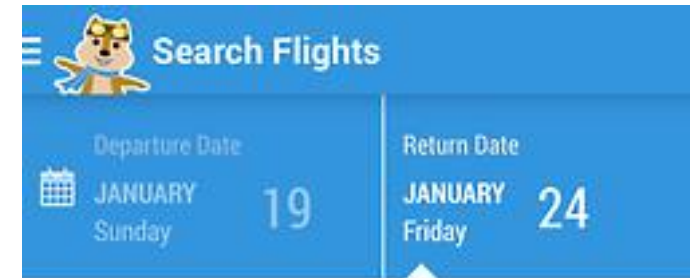 Search Flights
Departure Date
JANUARY
Sunday
19
Return Date
JANUARY
Friday
24